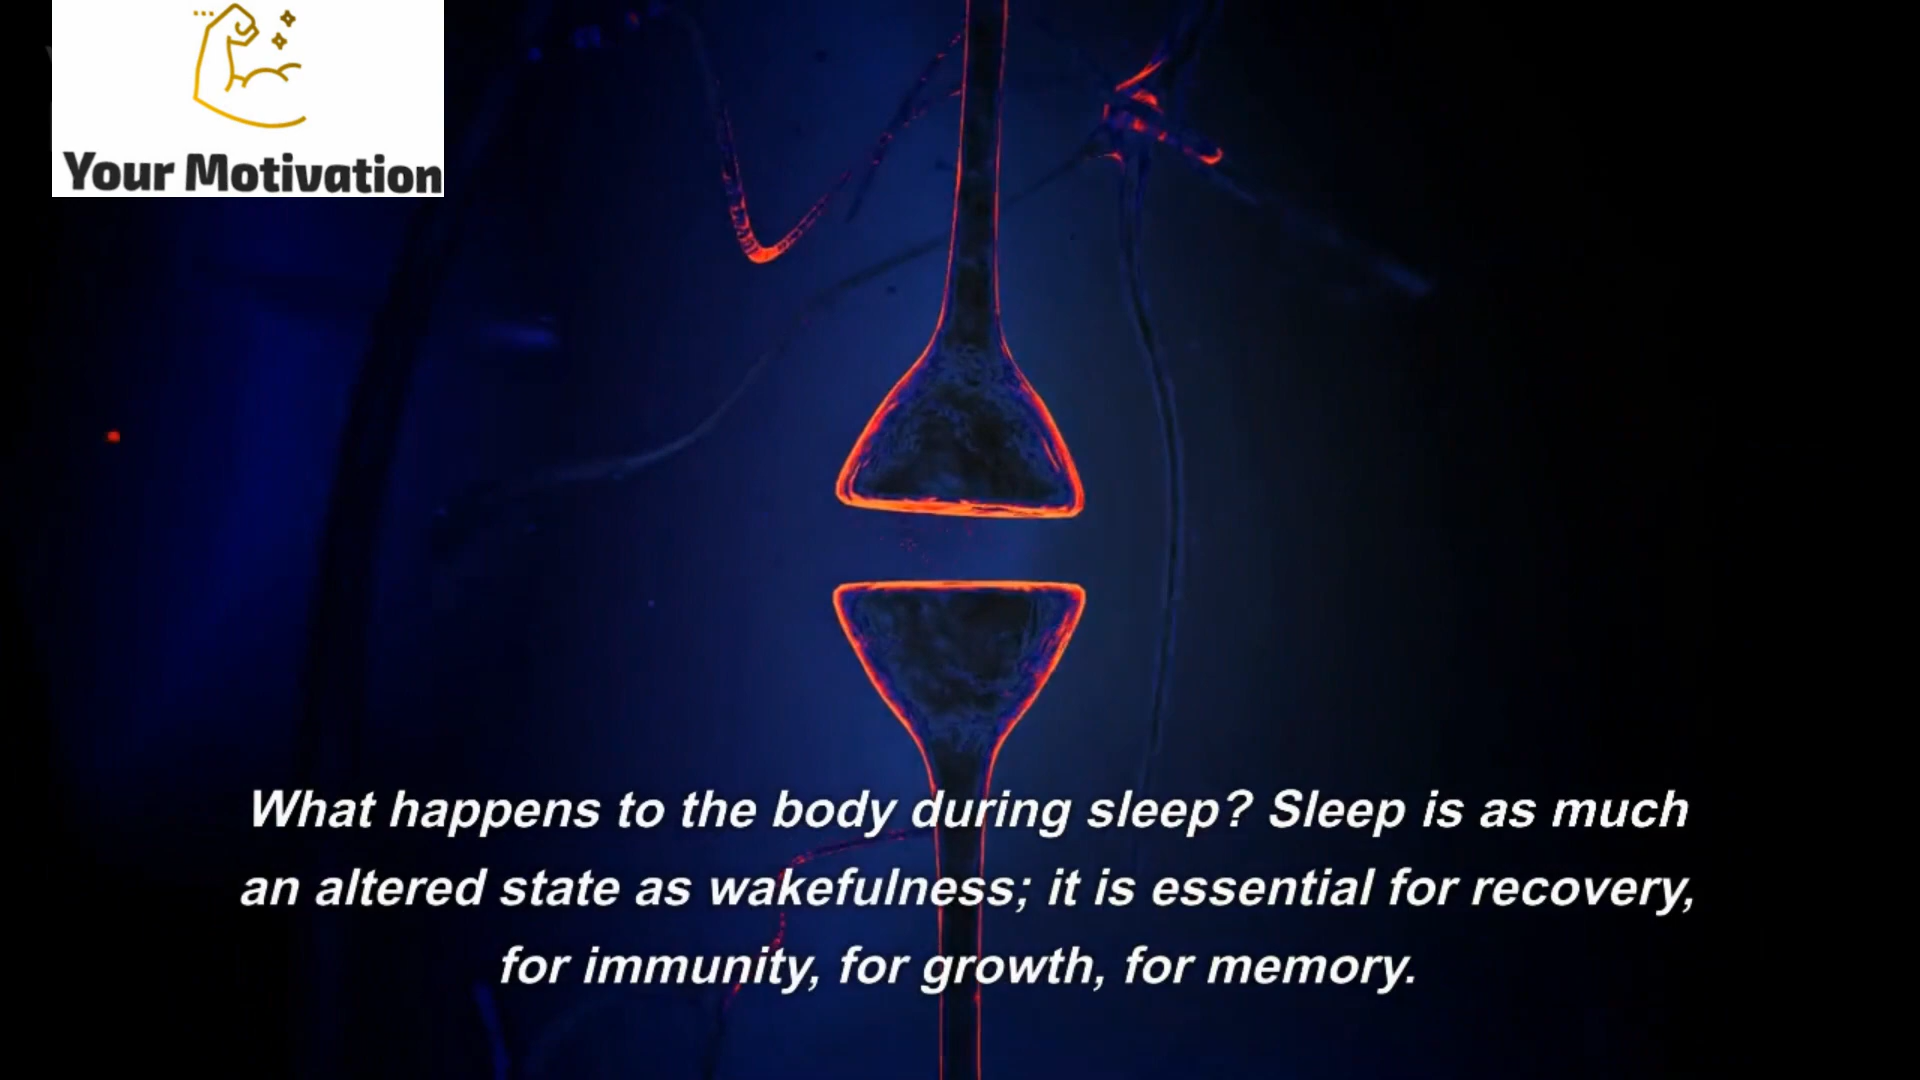 Your Motivation
What happens to the body during sleep? Sleep is as much
an altered state as wakefulness; it is essential for recovery,
for immunity, for growth, for memory.